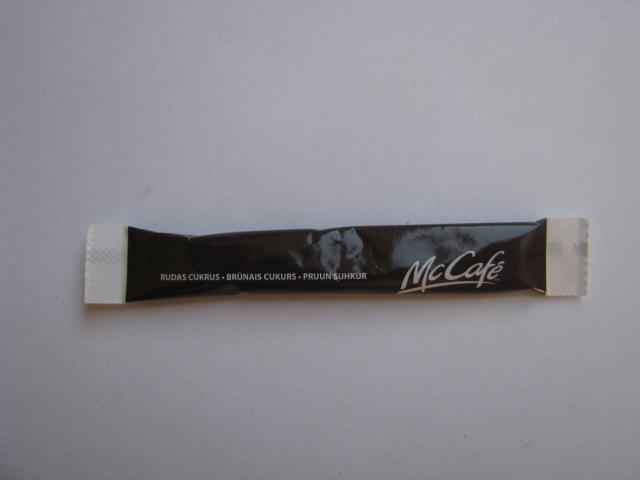 RUDAS CUKRUS • BRŪNAIS CUKURS • PRUUN SUHKUR
McCafé